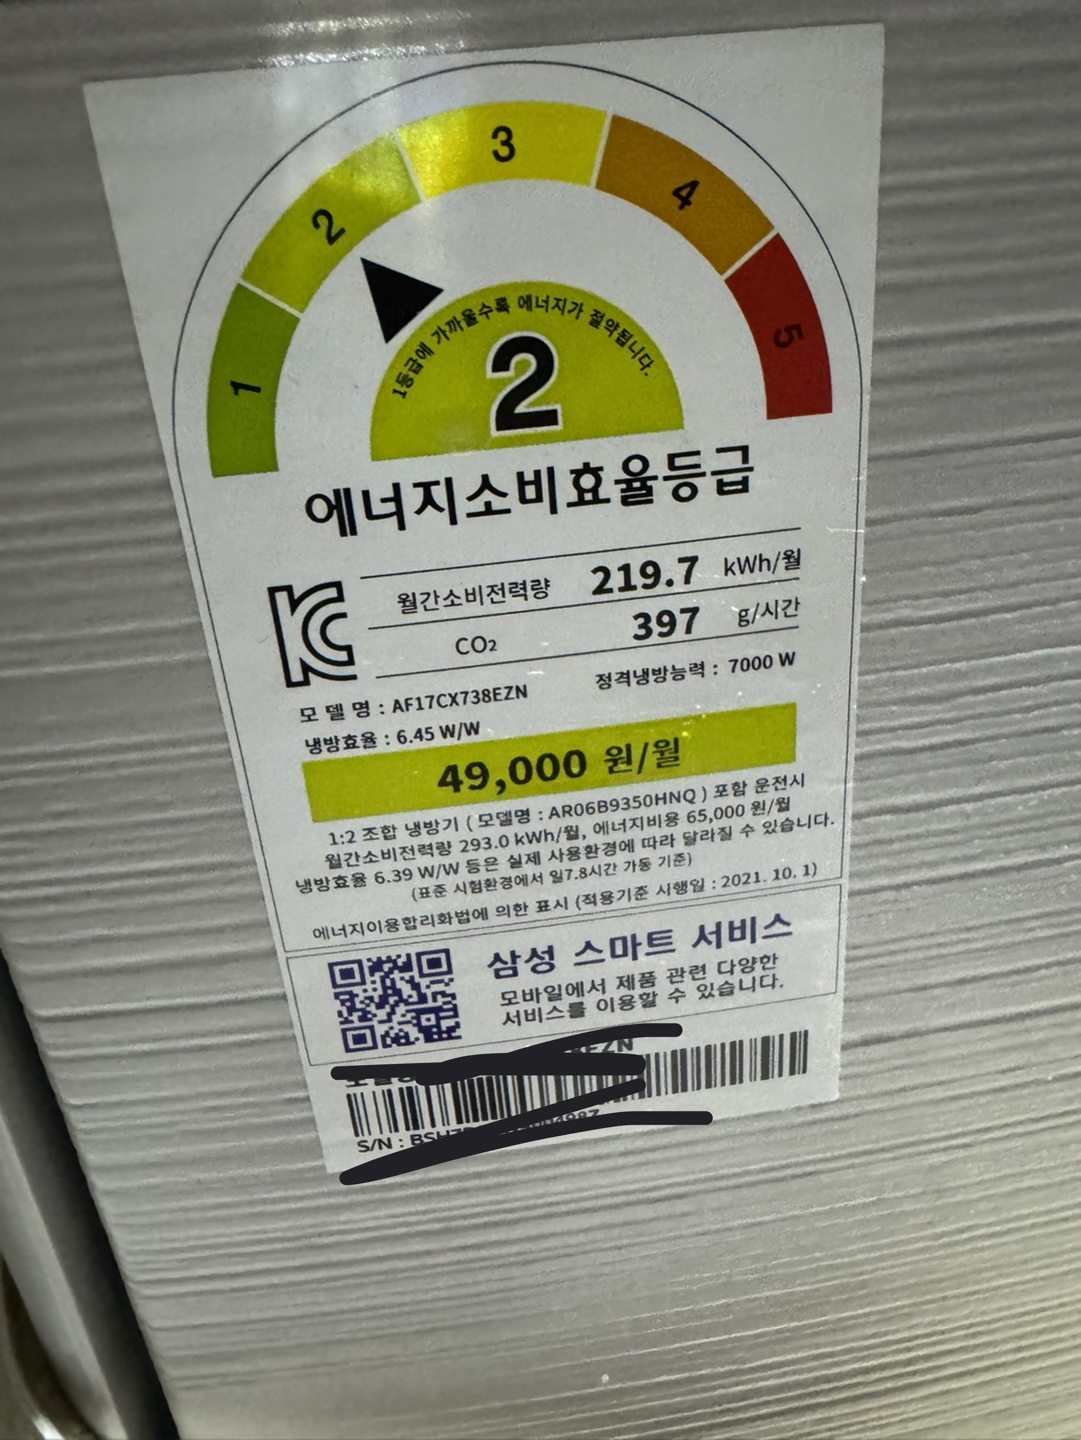 1
2
3
4
5
1등급에 가까울수록 에너지가 절약됩니다.
2
에너지소비효율등급
월간소비전력량 219.7 kWh/월
CO₂ 397 g/시간
모 델 명 : AF17CX738EZN 정격냉방능력 : 7000 W
냉방효율 : 6.45 W/W
49,000 원/월
1:2 조합 냉방기 ( 모델명 : AR06B9350HNQ ) 포함 운전시
월간소비전력량 293.0 kWh/월, 에너지비용 65,000 원/월
냉방효율 6.39 W/W 등은 실제 사용환경에 따라 달라질 수 있습니다.
(표준 시험환경에서 일7.8시간 가동 기준)
에너지이용합리화법에 의한 표시 (적용기준 시행일 : 2021. 10. 1)
삼성 스마트 서비스
모바일에서 제품 관련 다양한
서비스를 이용할 수 있습니다.
S/N :